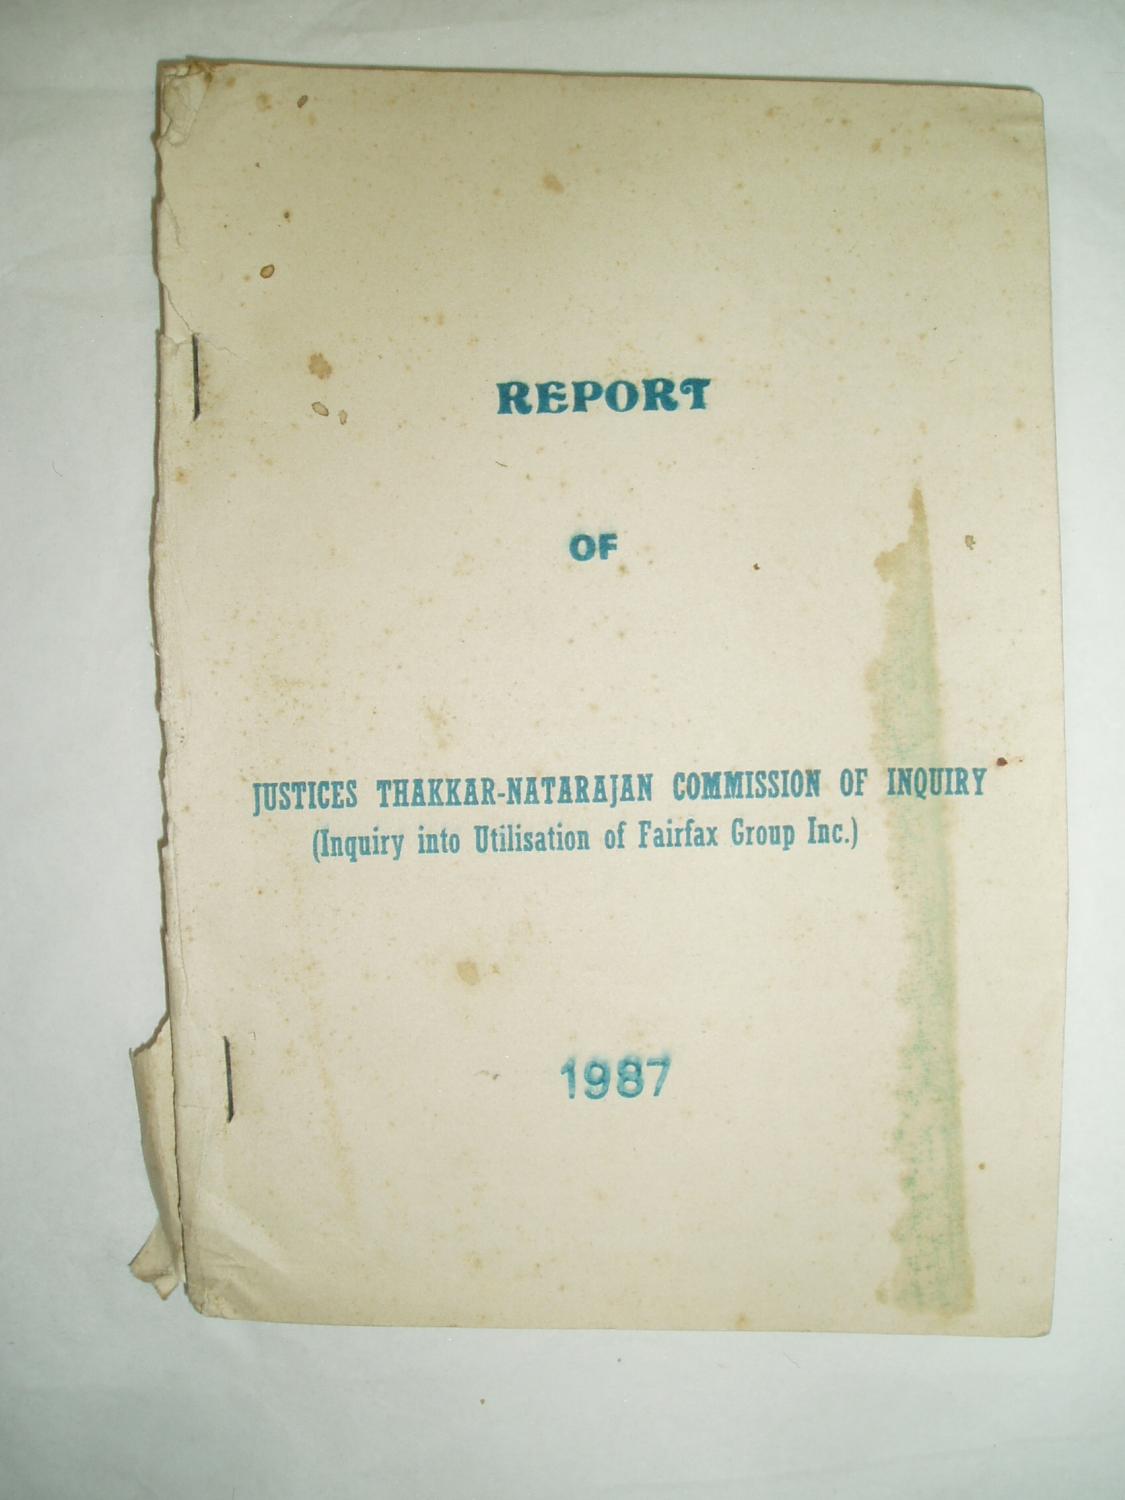 REPORT
OF
JUSTICES THAKKAR-NATARAJAN COMMISSION OF INQUIRY
(Inquiry into Utilisation of Fairfax Group Inc.)
1987